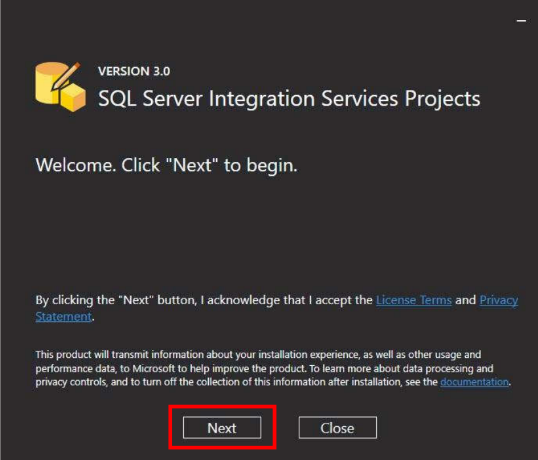 VERSION 3.0
SQL Server Integration Services Projects
Welcome. Click "Next" to begin.
By clicking the "Next" button, I acknowledge that I accept the License Terms and Privacy
Statement.
This product will transmit information about your installation experience, as well as other usage and
performance data, to Microsoft to help improve the product. To learn more about data processing and
privacy controls, and to turn off the collection of this information after installation, see the documentation.
Next
Close